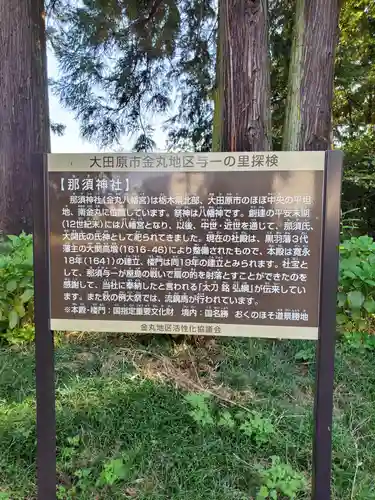 大田原市金丸地区与一の里探検
【那須神社】
那須神社(金丸八幡宮)は栃木県北部、大田原市のほぼ中央の平坦
地、南金丸に位置しています。祭神は八幡神です。創建の平安末期
(12世紀末)には八幡宮となり、以後、中世・近世を通じて、那須氏、
大関氏の氏神として祀られてきました。現在の社殿は、黒羽藩3代
藩主の大関高増(1616-46)により整備されたもので、本殿は寛永
18年(1641)の建立、楼門は同19年の建立とみられます。社宝と
して、那須与一が屋島の戦いで扇の的を射落とすことができたのを
感謝して、当社に奉納したと言われる「太刀 銘 弘綱」が伝来してい
ます。また秋の例大祭では、流鏑馬が行われています。
※本殿・楼門:国指定重要文化財 境内:国名勝 おくのほそ道原景地
金丸地区活性化協議会